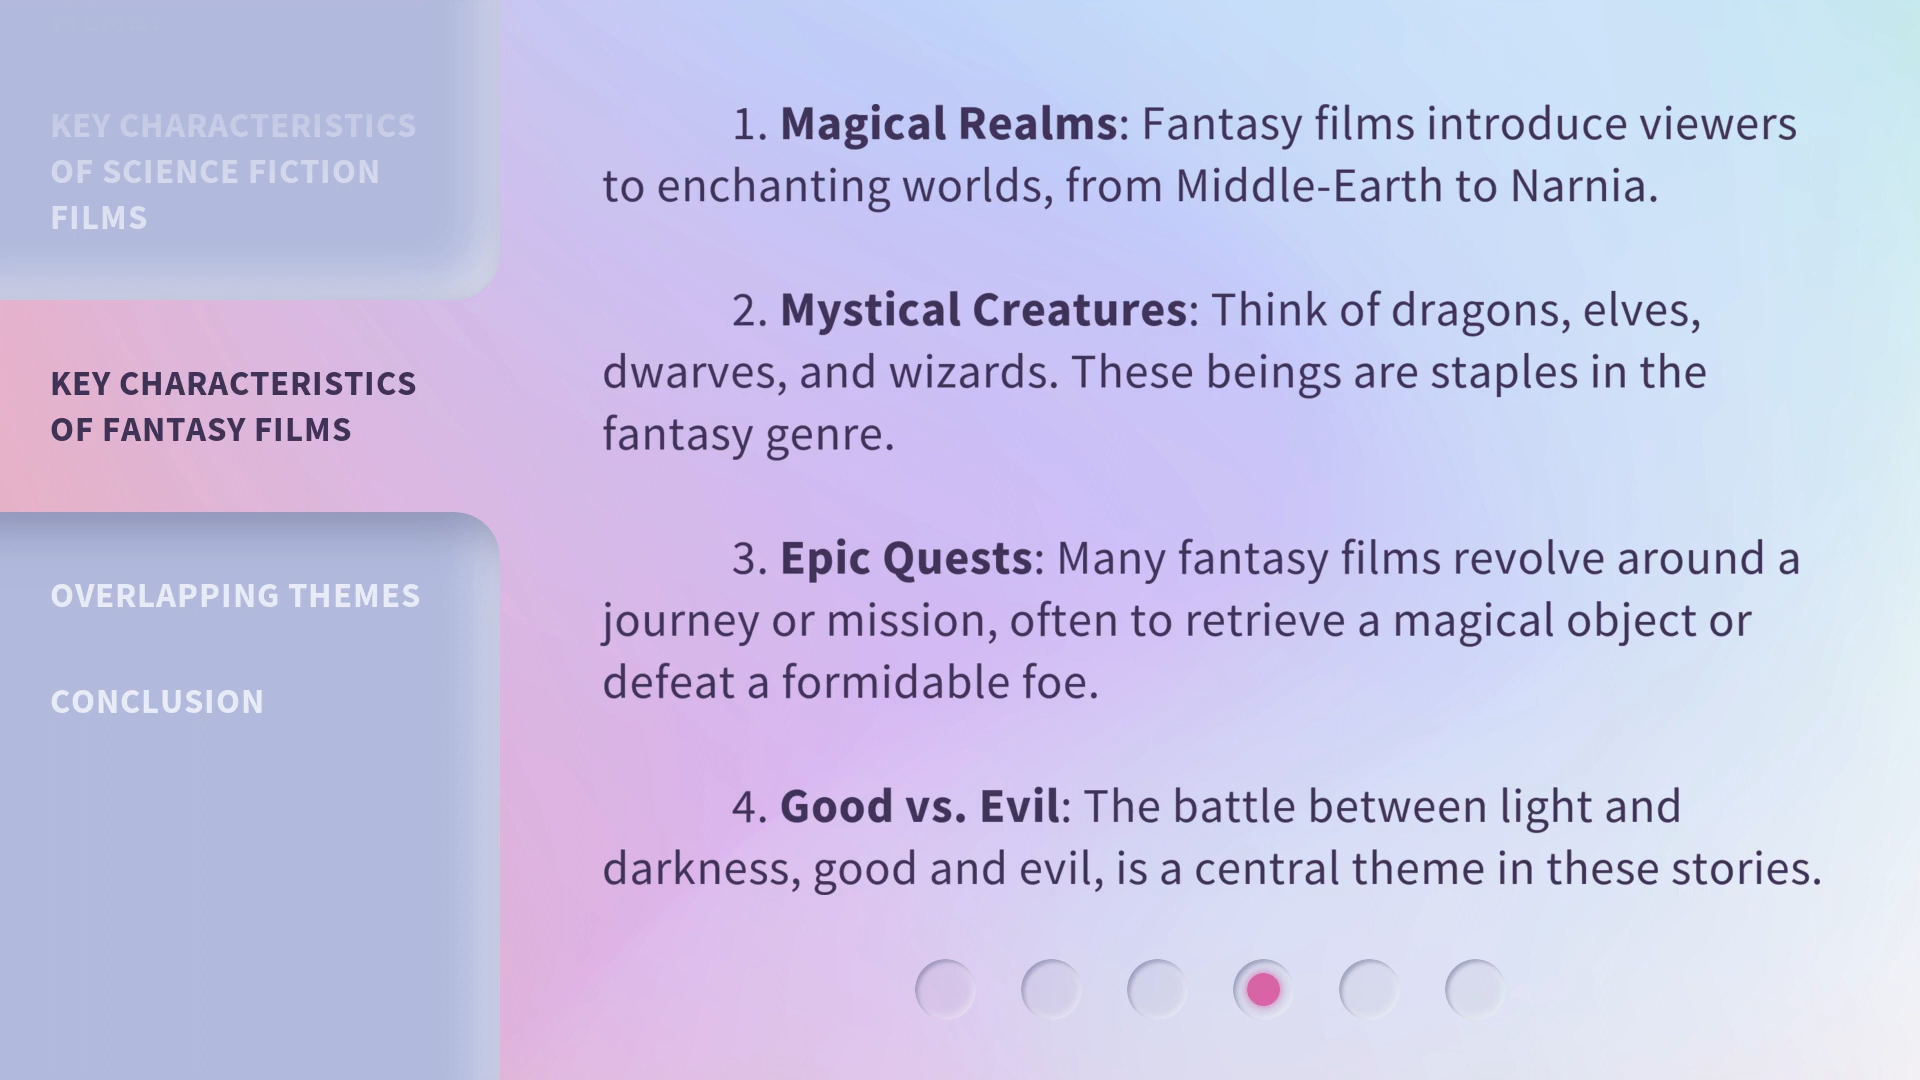 KEY CHARACTERISTICS
OF SCIENCE FICTION
FILMS
KEY CHARACTERISTICS
OF FANTASY FILMS
OVERLAPPING THEMES
CONCLUSION
1. Magical Realms: Fantasy films introduce viewers
to enchanting worlds, from Middle-Earth to Narnia.
2. Mystical Creatures: Think of dragons, elves,
dwarves, and wizards. These beings are staples in the
fantasy genre.
3. Epic Quests: Many fantasy films revolve around a
journey or mission, often to retrieve a magical object or
defeat a formidable foe.
4. Good vs. Evil: The battle between light and
darkness, good and evil, is a central theme in these stories.